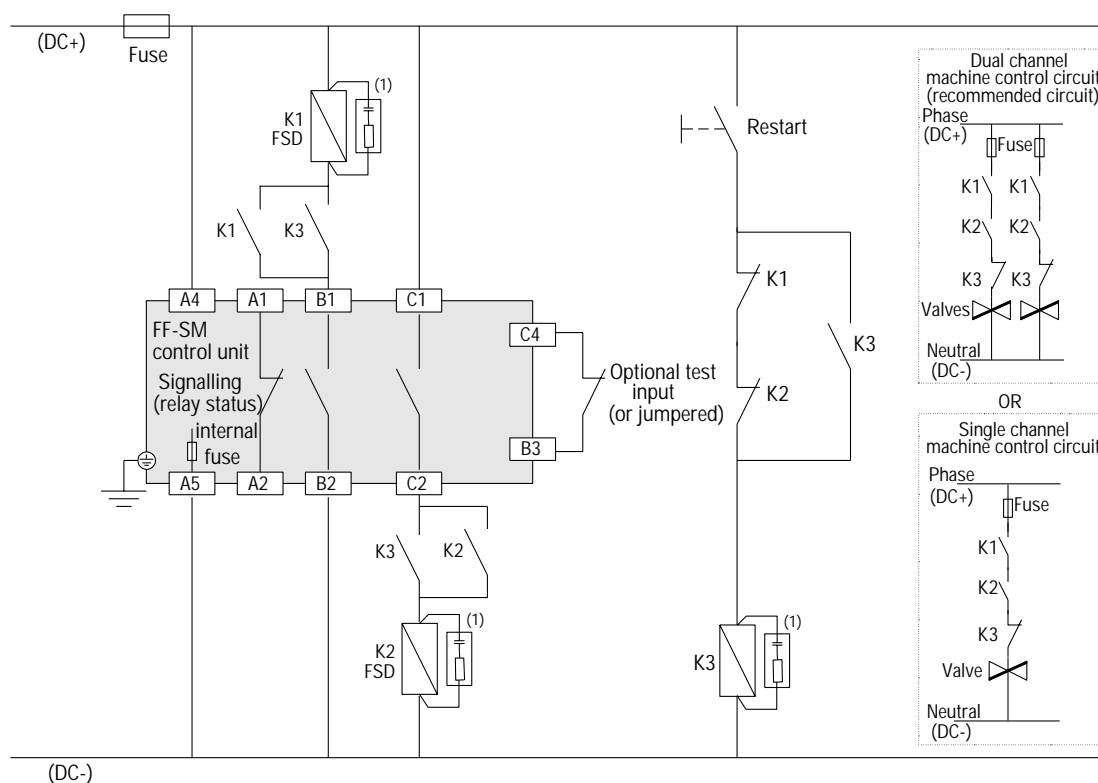 (DC+)
Fuse
(1)
K1
FSD
K1
K3
Restart
A4
A1
B1
C1
C4
FF-SM
control unit
Signalling
(relay status)
internal
fuse
Optional test
input
(or jumpered)
B3
A5
A2
B2
C2
K1
K2
K3
K3
K2
(1)
K2
FSD
(1)
K3
(DC-)
Dual channel
machine control circuit
(recommended circuit)
Phase
(DC+)
Fuse
K1
K1
K2
K2
K3
K3
Valves
Neutral
(DC-)
OR
Single channel
machine control circuit
Phase
(DC+)
Fuse
K1
K2
K3
Valve
Neutral
(DC-)